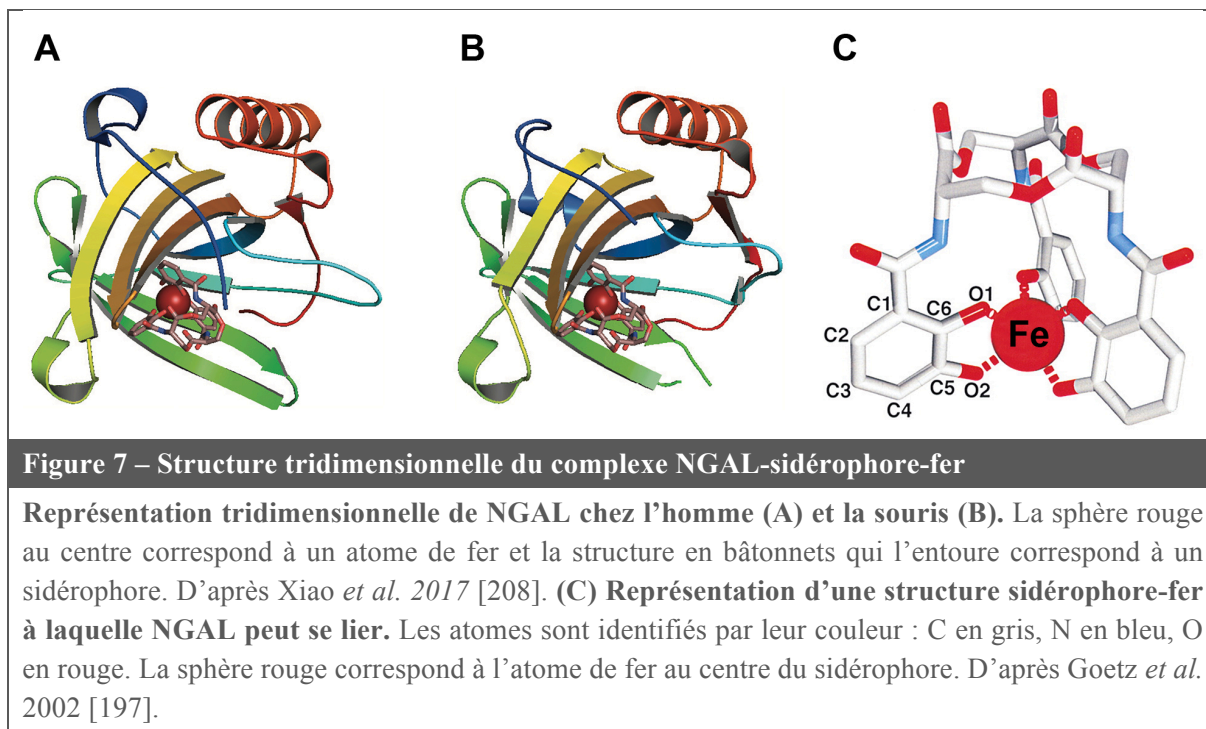 A B C
C1 C6 O1
C2 Fe
C3 C4 C5 O2
Figure 7 – Structure tridimensionnelle du complexe NGAL-sidérophore-fer
Représentation tridimensionnelle de NGAL chez l’homme (A) et la souris (B). La sphère rouge
au centre correspond à un atome de fer et la structure en bâtonnets qui l’entoure correspond à un
sidérophore. D’après Xiao et al. 2017 [208]. (C) Représentation d’une structure sidérophore-fer
à laquelle NGAL peut se lier. Les atomes sont identifiés par leur couleur : C en gris, N en bleu, O
en rouge. La sphère rouge correspond à l’atome de fer au centre du sidérophore. D’après Goetz et al.
2002 [197].